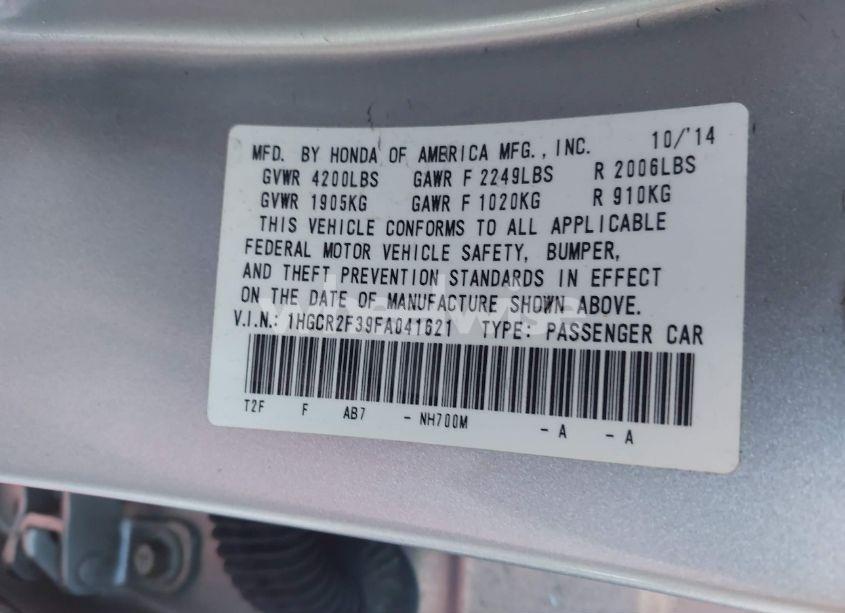 MFD. BY HONDA OF AMERICA MFG., INC. 10/'14
GVWR 4200LBS GAWR F 2249LBS R 2006LBS
GVWR 1905KG GAWR F 1020KG R 910KG
THIS VEHICLE CONFORMS TO ALL APPLICABLE
FEDERAL MOTOR VEHICLE SAFETY, BUMPER,
AND THEFT PREVENTION STANDARDS IN EFFECT
ON THE DATE OF MANUFACTURE SHOWN ABOVE.
V.I.N.: 1HGCR2F39FA041621 TYPE: PASSENGER CAR
T2F F AB7 - NH700M - A - A